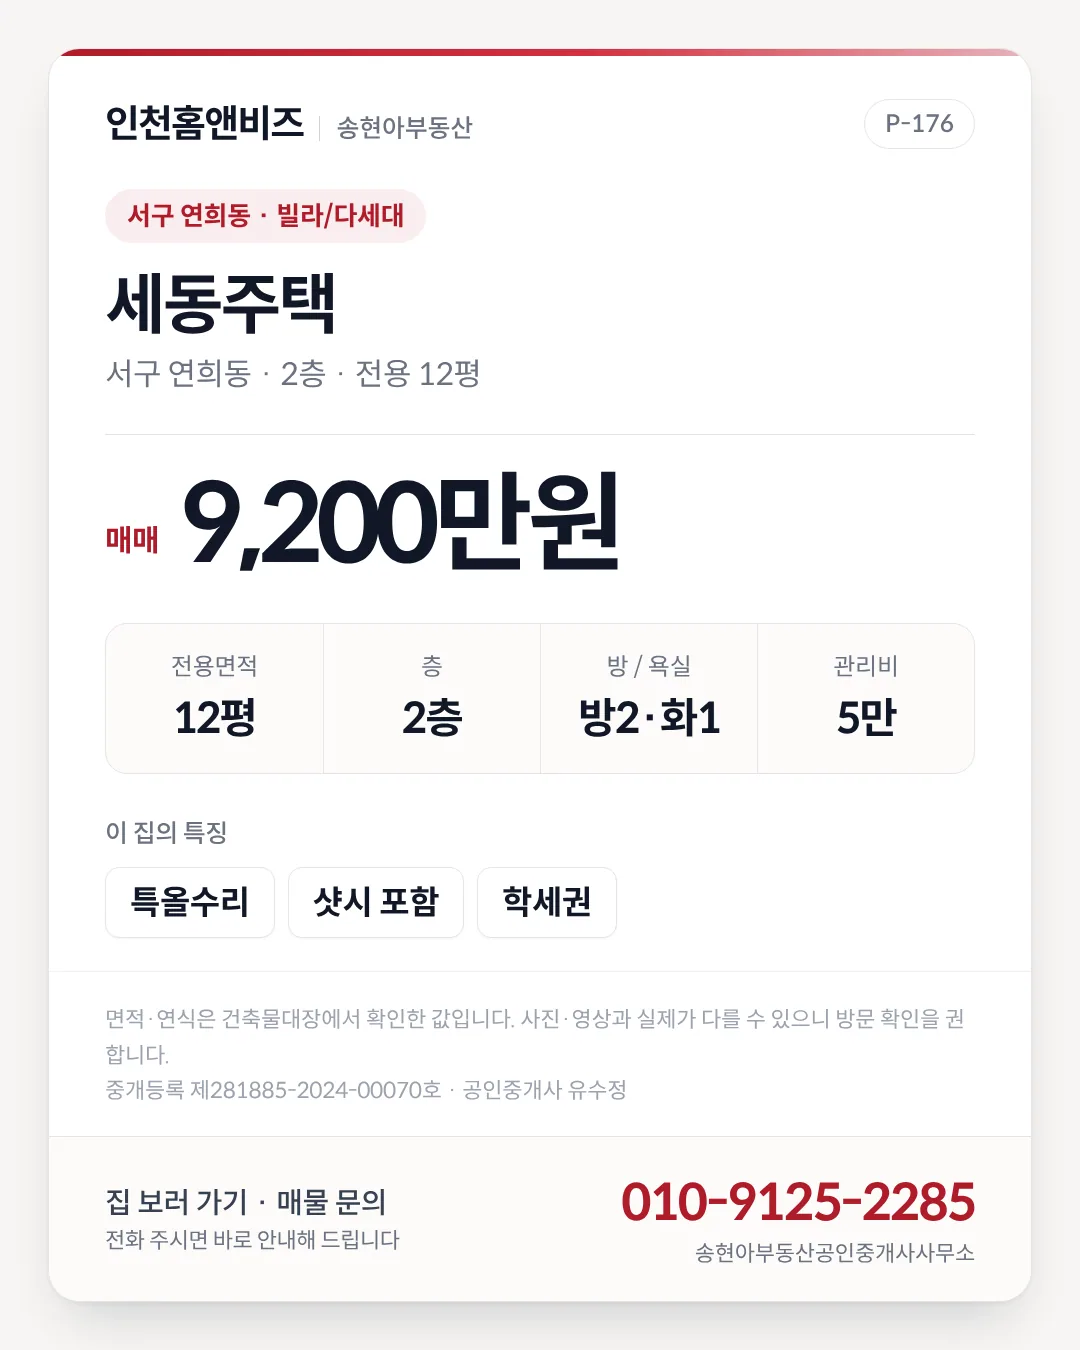 인천홈앤비즈 | 송현아부동산
P-176
서구 연희동 · 빌라/다세대
세동주택
서구 연희동 · 2층 · 전용 12평
매매 9,200만원
전용면적 층 방 / 욕실 관리비
12평 2층 방2·화1 5만
이 집의 특징
특올수리 샷시 포함 학세권
면적·연식은 건축물대장에서 확인한 값입니다. 사진·영상과 실제가 다를 수 있으니 방문 확인을 권
합니다.
중개등록 제281885-2024-00070호 · 공인중개사 유수정
집 보러 가기 · 매물 문의
전화 주시면 바로 안내해 드립니다
010-9125-2285
송현아부동산공인중개사사무소